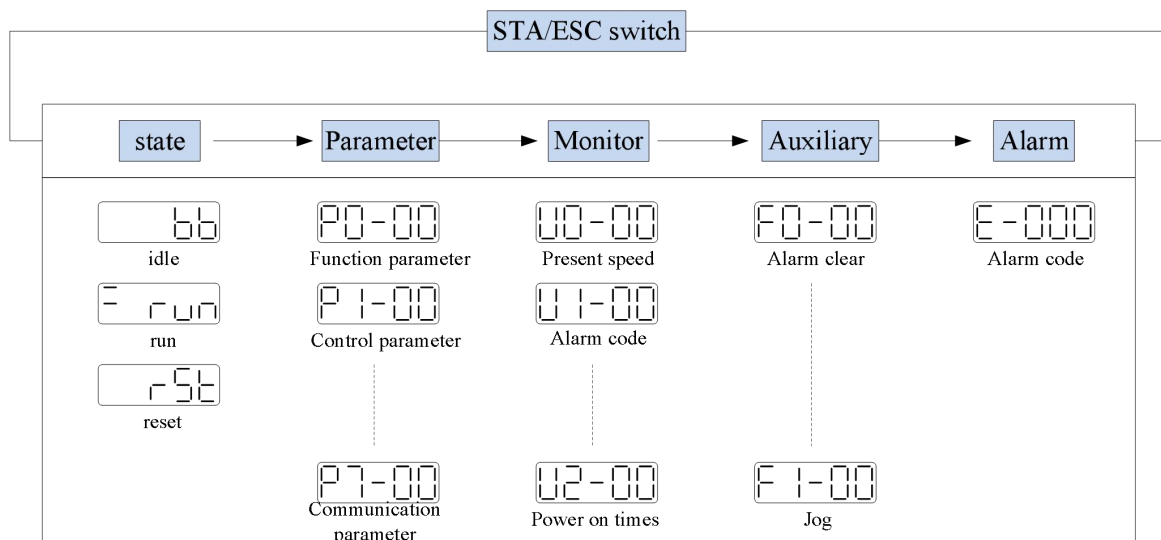 STA/ESC switch
state
Parameter
Monitor
Auxiliary
Alarm
bb
P0-00
U0-00
F0-00
E-000
idle
Function parameter
Present speed
Alarm clear
Alarm code
run
P1-00
U1-00
run
Control parameter
Alarm code
rSt
reset
P7-00
U2-00
F1-00
Communication
parameter
Power on times
Jog